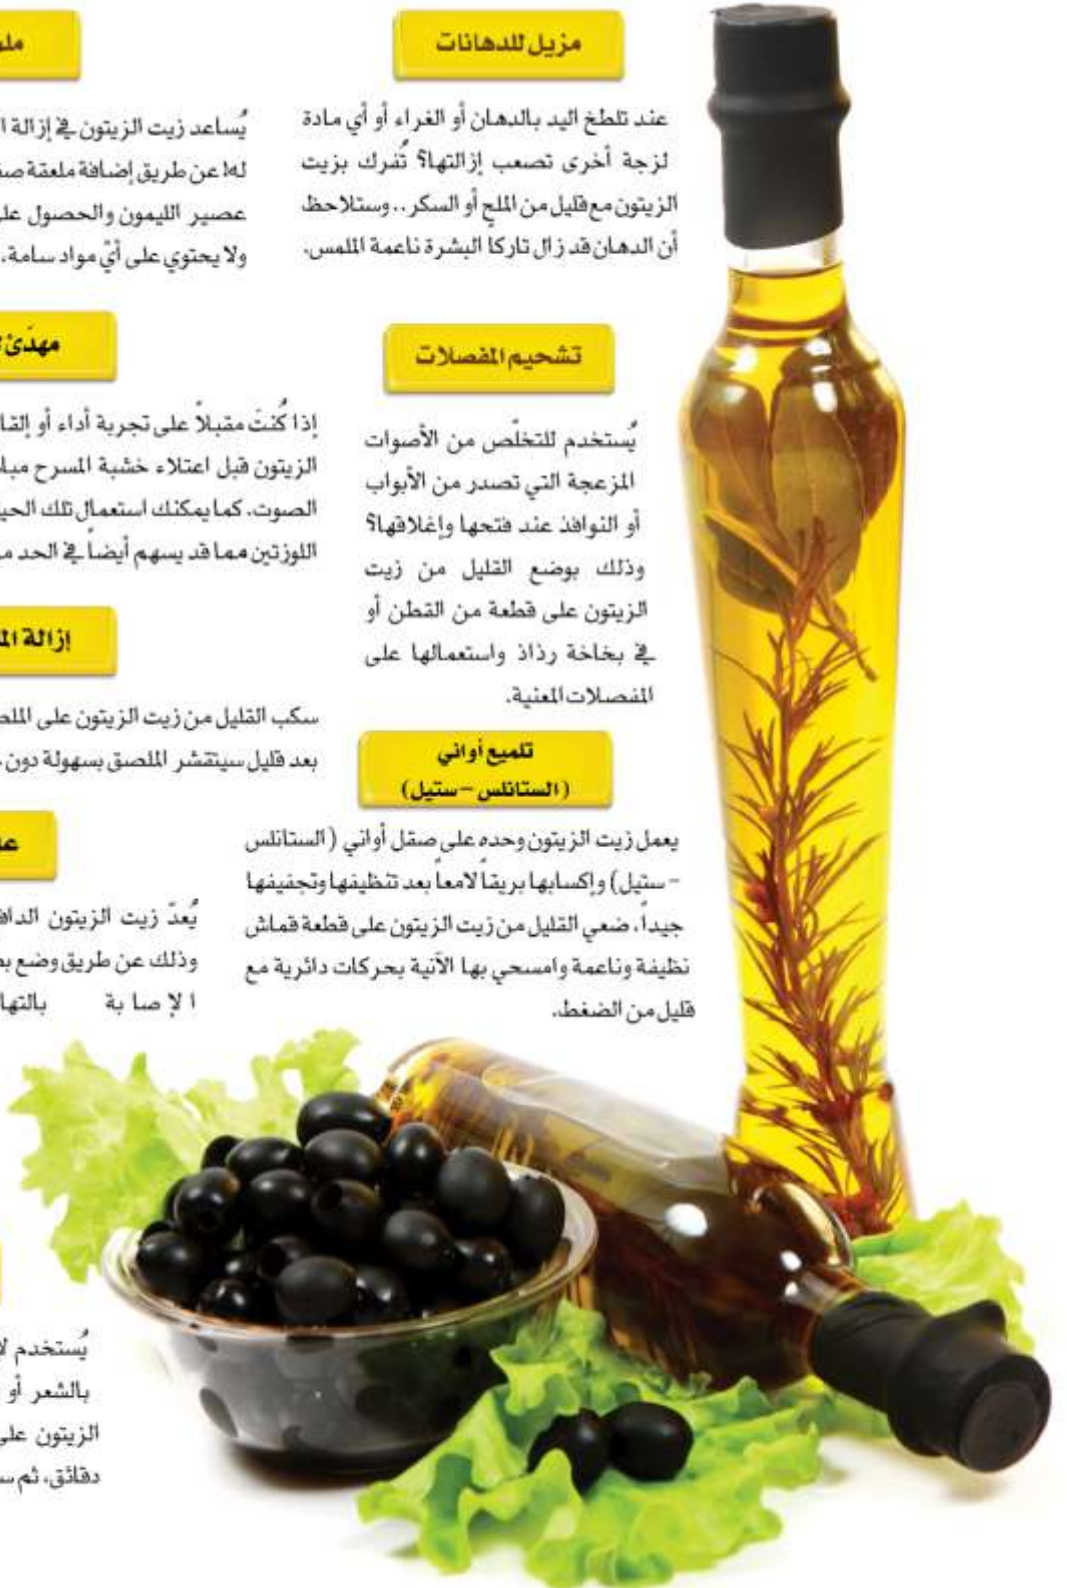 مزيل للدهانات
عند تلطخ اليد بالدهان أو الغراء أو أي مادة
لزجة أخرى تصعب إزالتها؟ تُفرك بزيت
الزيتون مع قليل من الملح أو السكر.. وستلاحظ
أن الدهان قد زال تاركا البشرة ناعمة الملمس.
تشحيم المفصلات
يُستخدم للتخلّص من الأصوات
المزعجة التي تصدر من الأبواب
أو النوافذ عند فتحها وإغلاقها؟
وذلك بوضع القليل من زيت
الزيتون على قطعة من القطن أو
في بخاخة رذاذ واستعمالها على
المفصلات المعنية.
تلميع أواني
(الستانلس – ستيل)
يعمل زيت الزيتون وحده على صقل أواني (الستانلس
- ستيل) وإكسابها بريقاً لامعاً بعد تنظيفها وتجفيفها
جيداً، ضعي القليل من زيت الزيتون على قطعة قماش
نظيفة وناعمة وامسحي بها الآنية بحركات دائرية مع
قليل من الضغط.
يُساعد زيت الزيتون في إزالة
له! عن طريق إضافة ملعقة
عصير الليمون والحصول
ولا يحتوي على أيّ مواد سامة،
مهدّئ
إذا كُنتَ مقبلاً على تجربة أداء أو
الزيتون قبل اعتلاء خشبة المسرح
الصوت. كما يمكنك استعمال تلك
اللوزتين مما قد يسهم أيضاً في الحد
إزالة
سكب القليل من زيت الزيتون على
بعد قليل سيتقشر الملصق بسهولة دون
يُعدّ زيت الزيتون
وذلك عن طريق وضع
الإصابة
يُستخدم
بالشعر أو
الزيتون
دقائق، ثم